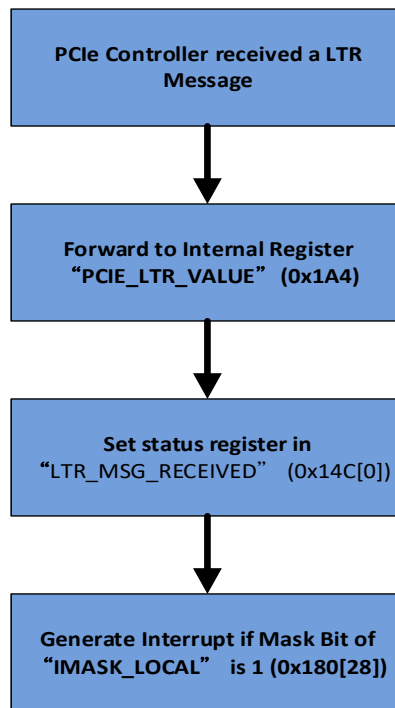 PCIe Controller received a LTR
Message
Forward to Internal Register
“PCIE_LTR_VALUE” (0x1A4)
Set status register in
“LTR_MSG_RECEIVED” (0x14C[0])
Generate Interrupt if Mask Bit of
“IMASK_LOCAL” is 1 (0x180[28])